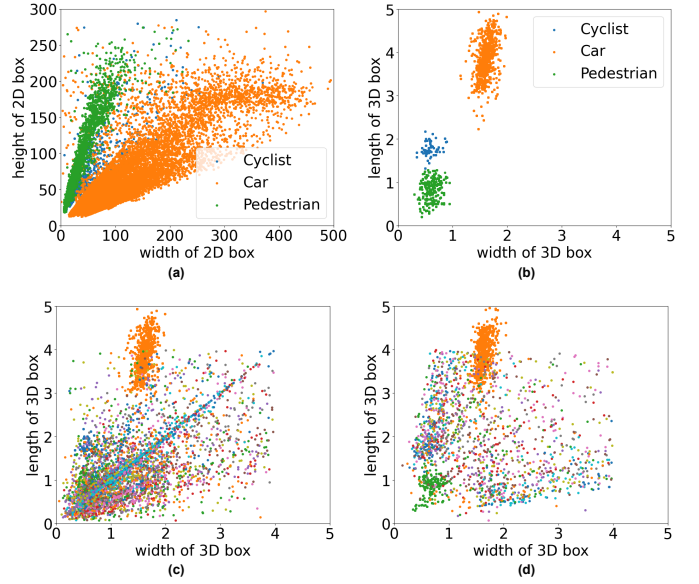 300
250
200
150
100
50
0
0 100 200 300 400 500
height of 2D box
width of 2D box
Cyclist
Car
Pedestrian
(a)
5
4
3
2
1
0
0 1 2 3 4 5
length of 3D box
width of 3D box
Cyclist
Car
Pedestrian
(b)
5
4
3
2
1
0
0 1 2 3 4 5
length of 3D box
width of 3D box
(c)
5
4
3
2
1
0
0 1 2 3 4 5
length of 3D box
width of 3D box
(d)